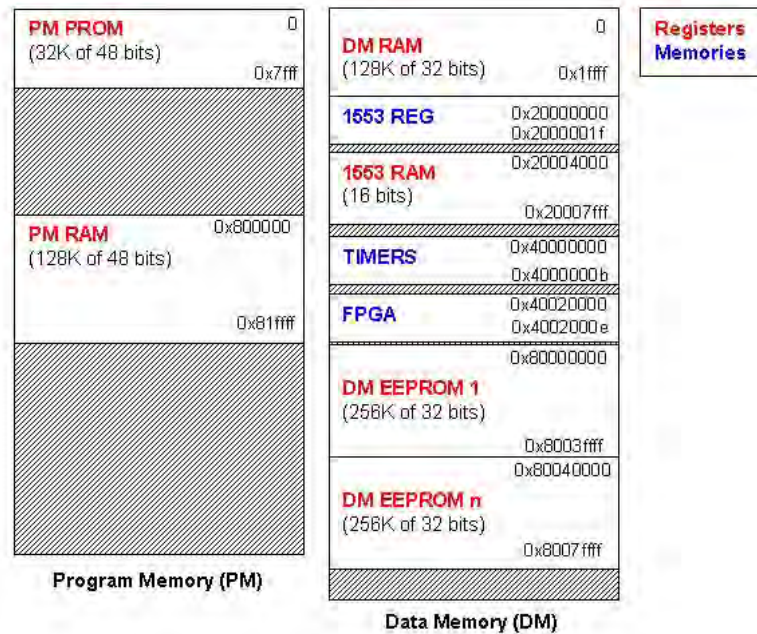 PM PROM 0
(32K of 48 bits)
0x7fff
PM RAM 0x800000
(128K of 48 bits)
0x81ffff
Program Memory (PM)
0
DM RAM
(128K of 32 bits) 0x1ffff
1553 REG 0x20000000
0x2000001f
0x20004000
1553 RAM
(16 bits)
0x20007fff
0x40000000
TIMERS
0x4000000b
0x40020000
FPGA
0x4002000e
0x80000000
DM EEPROM 1
(256K of 32 bits)
0x8003ffff
0x80040000
DM EEPROM n
(256K of 32 bits)
0x8007ffff
Data Memory (DM)
Registers
Memories